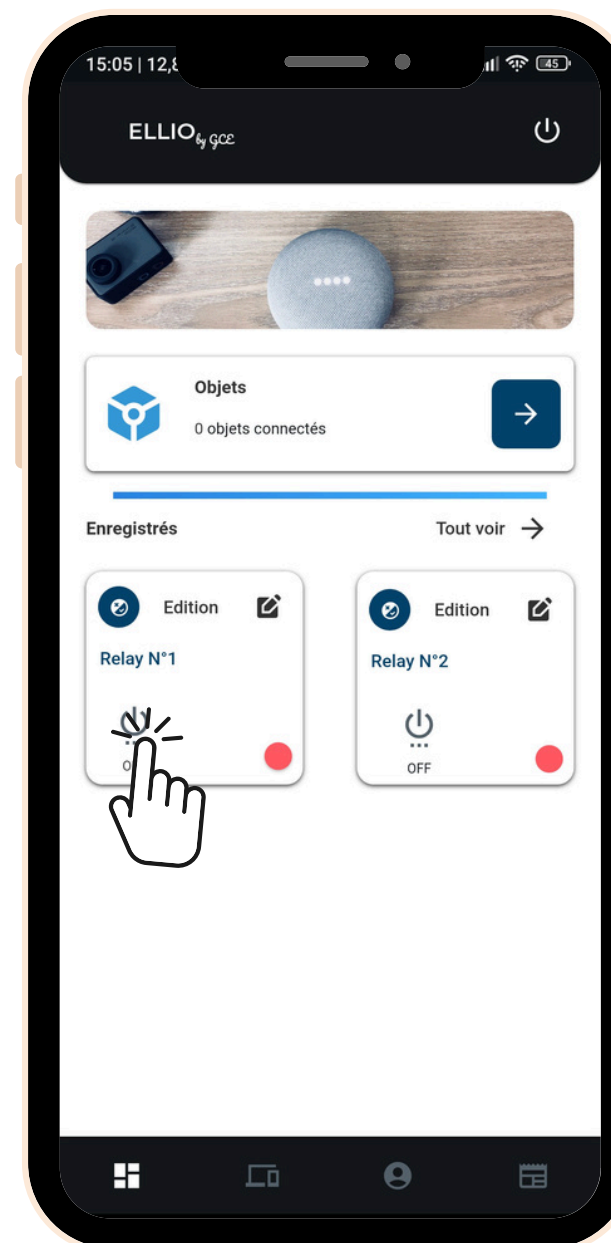 15:05 | 12,8
45
ELLIO by GCE
Objets
0 objets connectés
Enregistrés
Tout voir
Edition
Edition
Relay N°1
Relay N°2
OFF